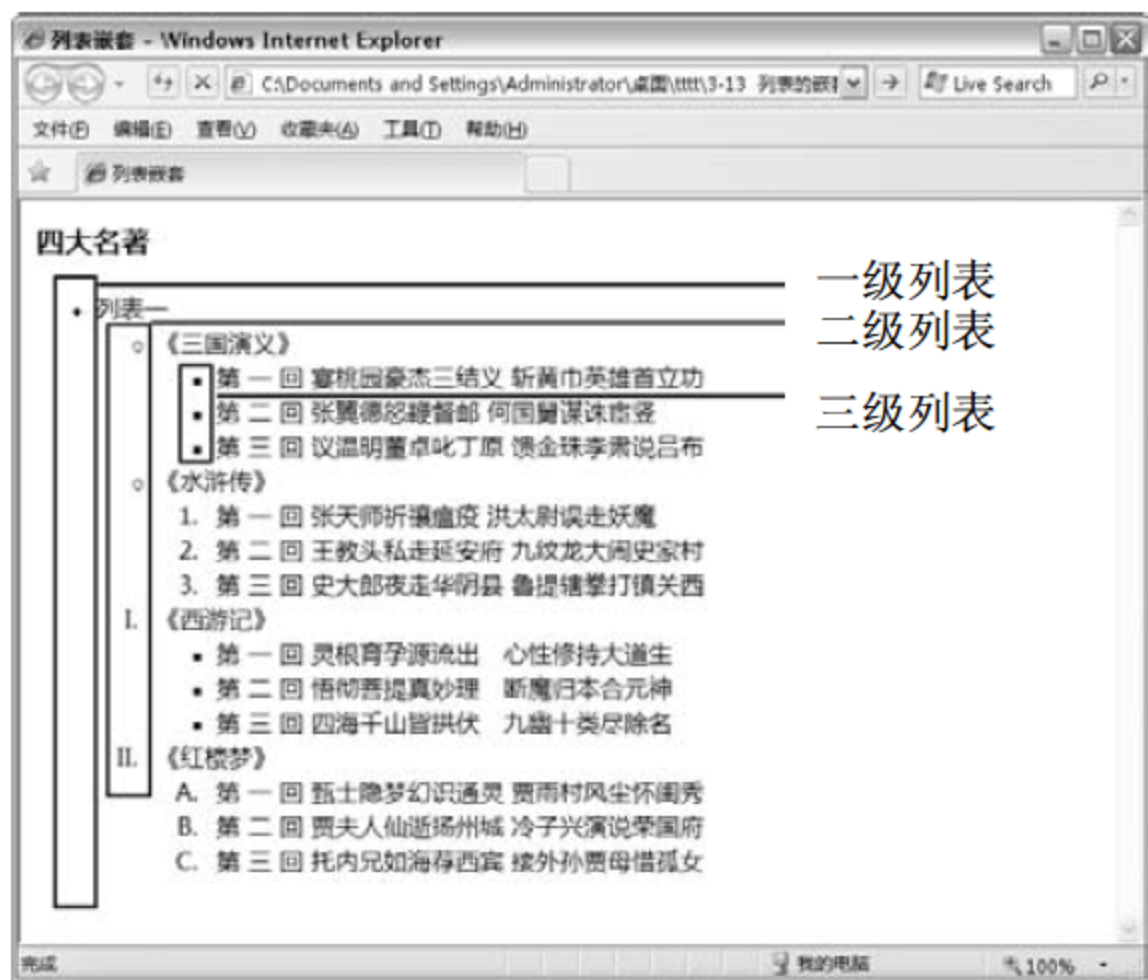 列表嵌套 - Windows Internet Explorer
C:\Documents and Settings\Administrator\桌面\tttt\3-13 列表的嵌 Live Search
文件(F) 编辑(E) 查看(V) 收藏夹(A) 工具(T) 帮助(H)
列表嵌套
四大名著
一级列表
• 列表一
二级列表
○ 《三国演义》
▪ 第 一 回 宴桃园豪杰三结义 斩黄巾英雄首立功
三级列表
▪ 第 二 回 张翼德怒鞭督邮 何国舅谋诛宦竖
▪ 第 三 回 议温明董卓叱丁原 馈金珠李肃说吕布
○ 《水浒传》
1. 第 一 回 张天师祈禳瘟疫 洪太尉误走妖魔
2. 第 二 回 王教头私走延安府 九纹龙大闹史家村
3. 第 三 回 史大郎夜走华阴县 鲁提辖拳打镇关西
I. 《西游记》
▪ 第 一 回 灵根育孕源流出 心性修持大道生
▪ 第 二 回 悟彻菩提真妙理 断魔归本合元神
▪ 第 三 回 四海千山皆拱伏 九幽十类尽除名
II. 《红楼梦》
A. 第 一 回 甄士隐梦幻识通灵 贾雨村风尘怀闺秀
B. 第 二 回 贾夫人仙逝扬州城 冷子兴演说荣国府
C. 第 三 回 托内兄如海荐西宾 接外孙贾母惜孤女
完成 我的电脑 100%